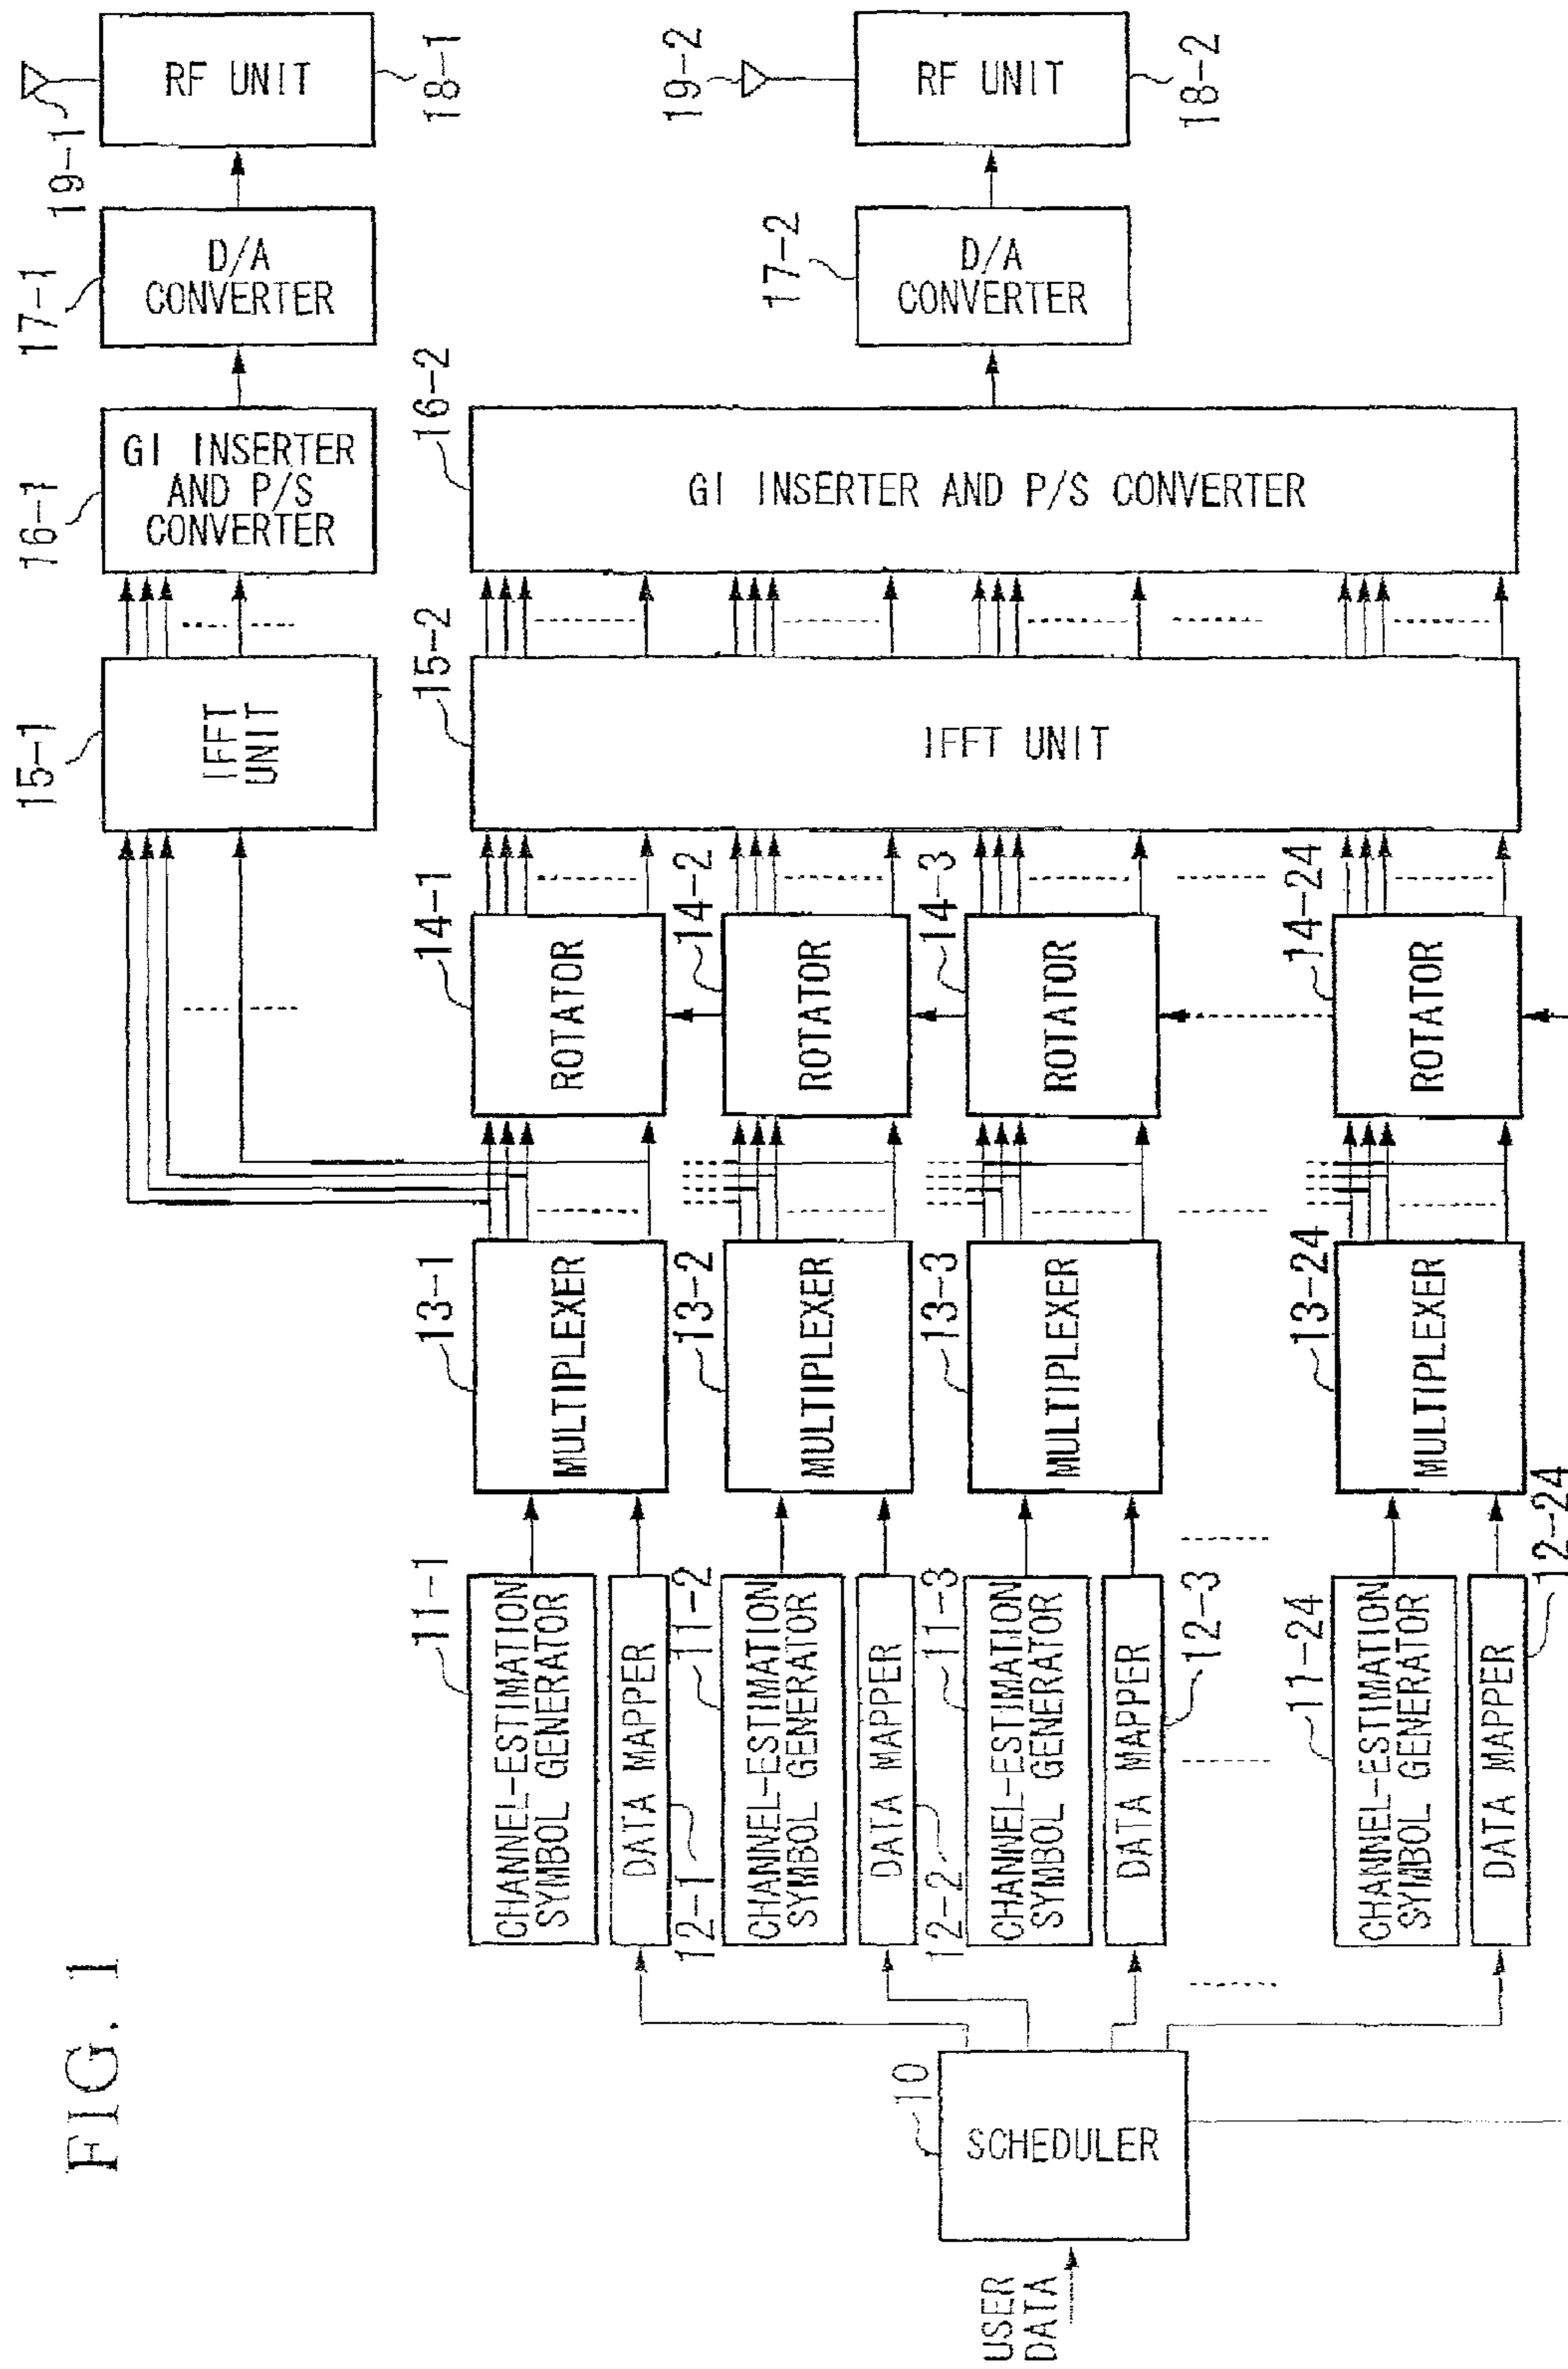 FIG. 1
USER
DATA
10
SCHEDULER
11-1
CHANNEL-ESTIMATION
SYMBOL GENERATOR
DATA MAPPER
12-1
11-2
CHANNEL-ESTIMATION
SYMBOL GENERATOR
DATA MAPPER
12-2
11-3
CHANNEL-ESTIMATION
SYMBOL GENERATOR
DATA MAPPER
12-3
11-24
CHANNEL-ESTIMATION
SYMBOL GENERATOR
DATA MAPPER
12-24
13-1
MULTIPLEXER
13-2
MULTIPLEXER
13-3
MULTIPLEXER
13-24
MULTIPLEXER
14-1
ROTATOR
14-2
ROTATOR
14-3
ROTATOR
14-24
ROTATOR
15-1
IFFT
UNIT
15-2
IFFT UNIT
16-1
GI INSERTER
AND P/S
CONVERTER
16-2
GI INSERTER AND P/S CONVERTER
17-1
D/A
CONVERTER
17-2
D/A
CONVERTER
19-1
RF UNIT
18-1
19-2
RF UNIT
18-2